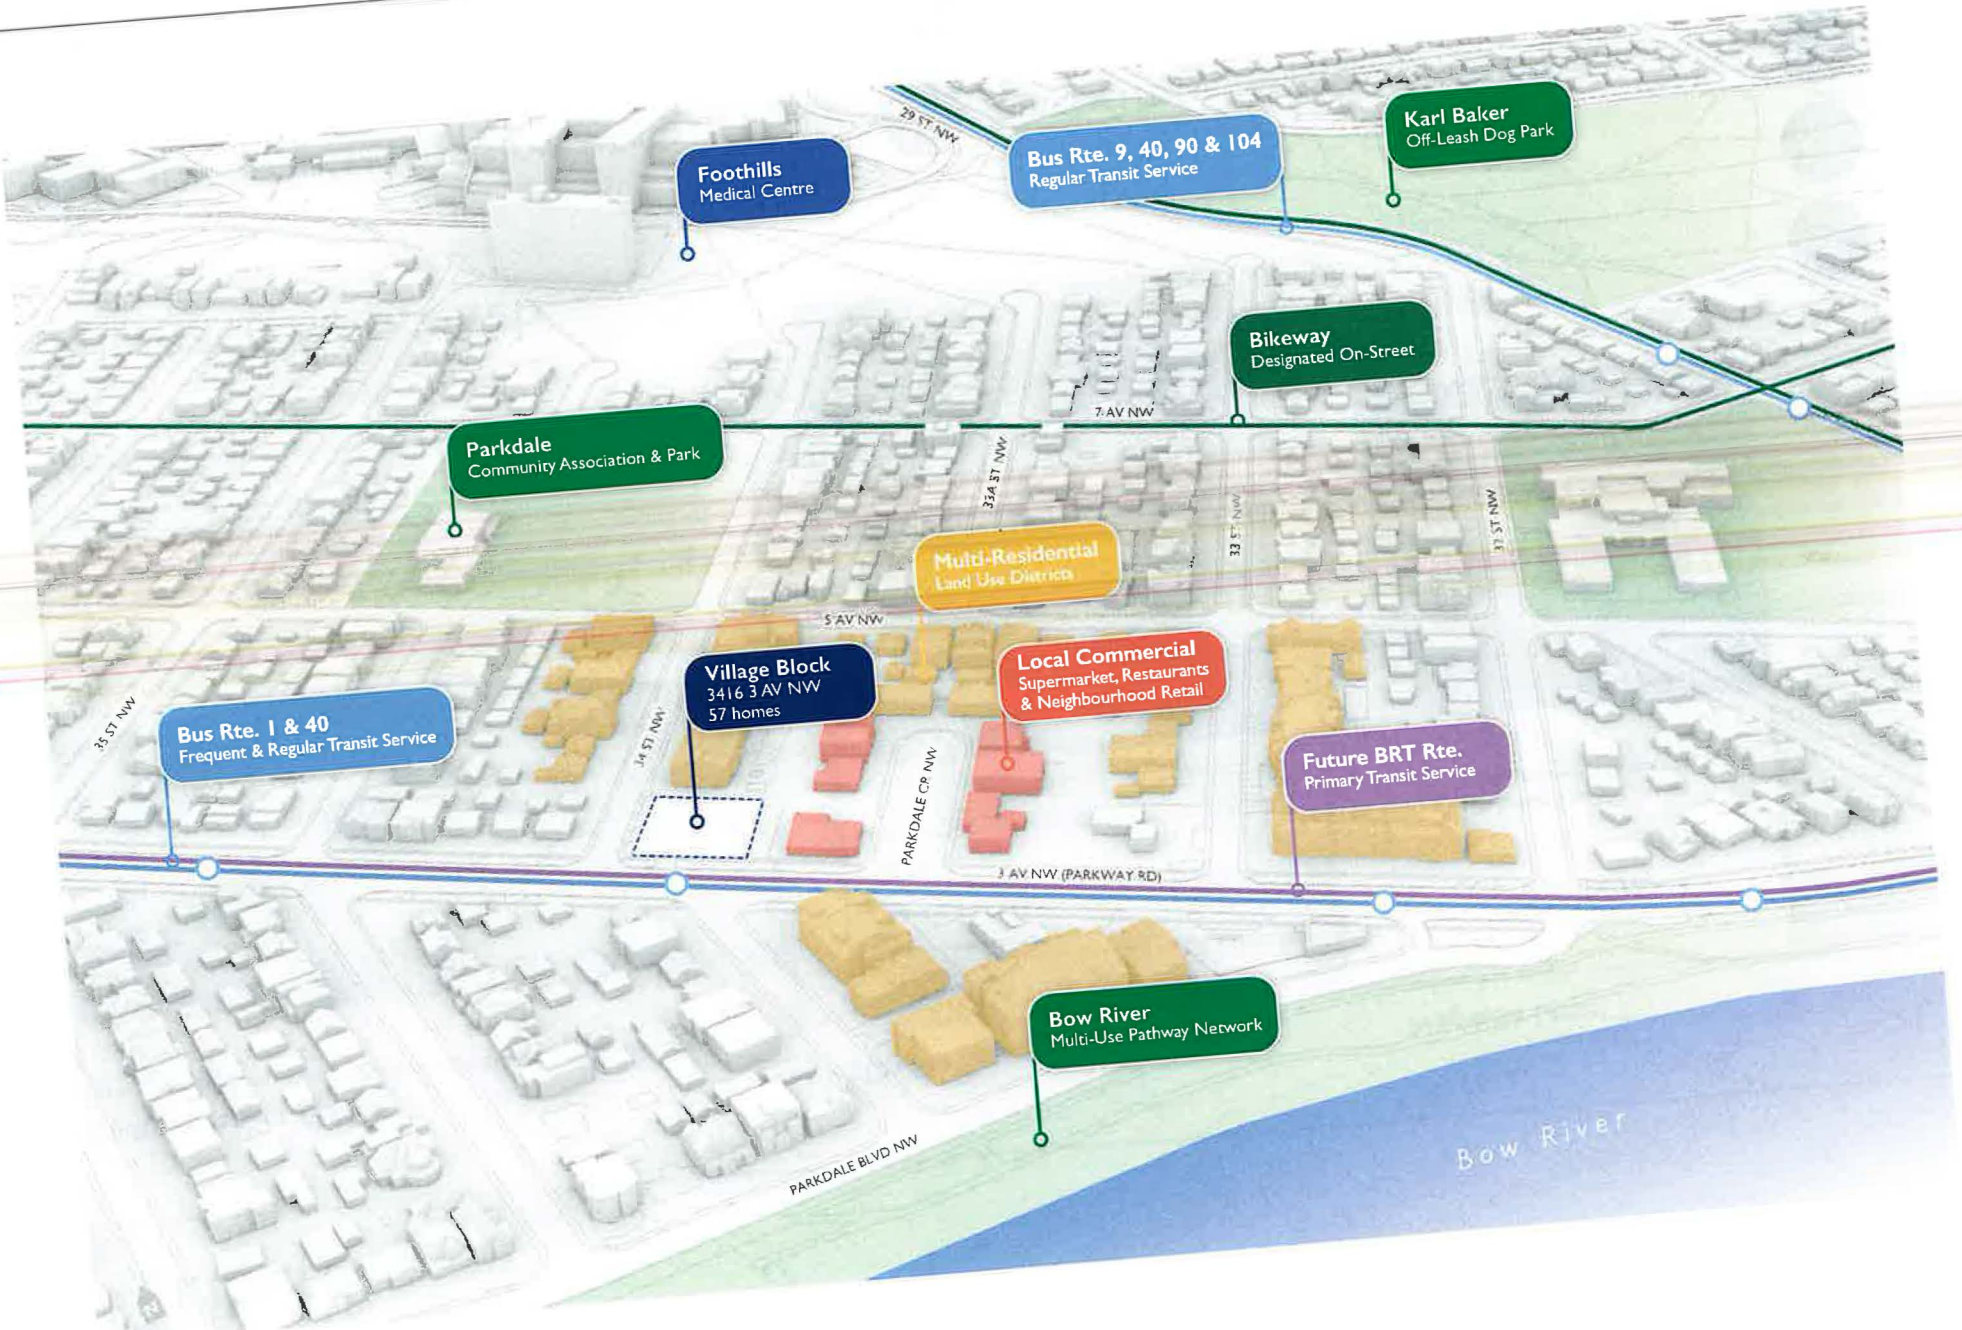 29 ST NW
Karl Baker
Off-Leash Dog Park
Bus Rte. 9, 40, 90 & 104
Regular Transit Service
Foothills
Medical Centre
Bikeway
Designated On-Street
7 AV NW
Parkdale
Community Association & Park
33A ST NW
33 ST NW
Multi-Residential
Land Use Districts
5 AV NW
Village Block
3416 3 AV NW
57 homes
Local Commercial
Supermarket, Restaurants
& Neighbourhood Retail
35 ST NW
Bus Rte. 1 & 40
Frequent & Regular Transit Service
34 ST NW
PARKDALE CR NW
Future BRT Rte.
Primary Transit Service
3 AV NW (PARKWAY RD)
Bow River
Multi-Use Pathway Network
PARKDALE BLVD NW
Bow River
N